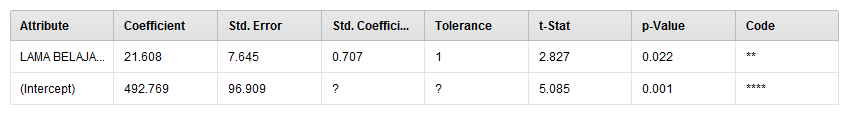 Attribute Coefficient Std. Error Std. Coeffici... Tolerance t-Stat p-Value Code
LAMA BELAJA... 21.608 7.645 0.707 1 2.827 0.022 **
(Intercept) 492.769 96.909 ? ? 5.085 0.001 ****